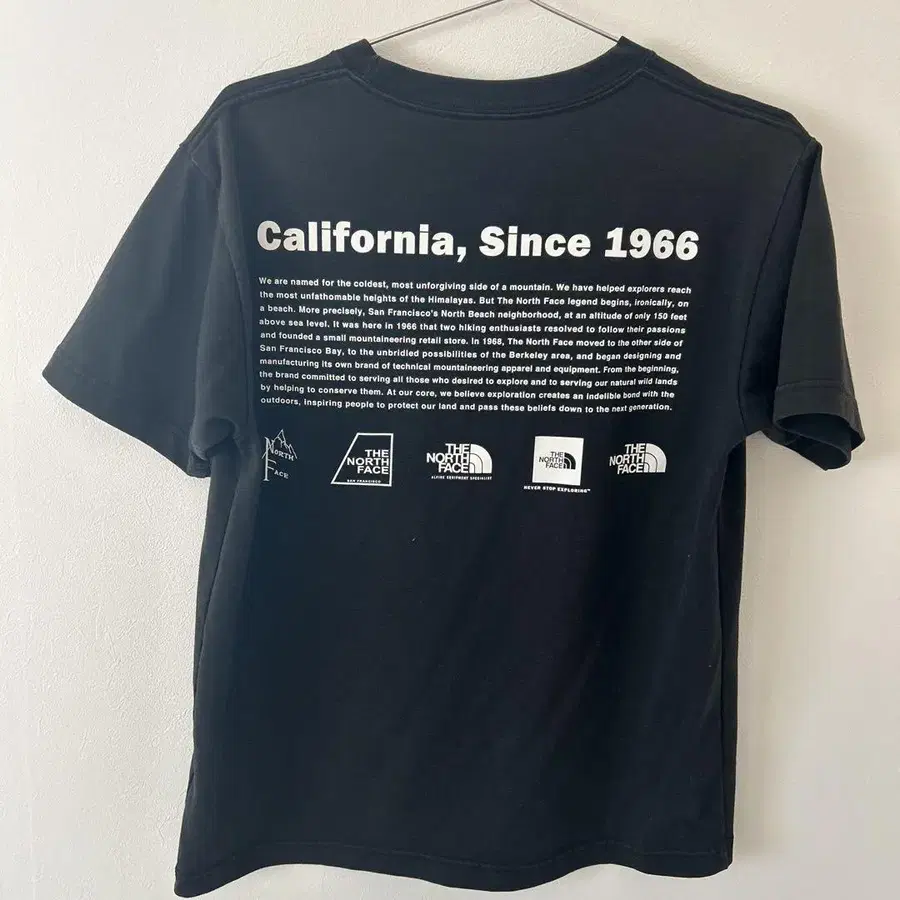 California, Since 1966
We are named for the coldest, most unforgiving side of a mountain. We have helped explorers reach
the most unfathomable heights of the Himalayas. But The North Face legend begins, ironically, on
a beach. More precisely, San Francisco's North Beach neighborhood, at an altitude of only 150 feet
above sea level. It was here in 1966 that two hiking enthusiasts resolved to follow their passions
and founded a small mountaineering retail store. In 1968, The North Face moved to the other side of
San Francisco Bay, to the unbridled possibilities of the Berkeley area, and began designing and
manufacturing its own brand of technical mountaineering apparel and equipment. From the beginning,
the brand committed to serving all those who desired to explore and to serving our natural wild lands
by helping to conserve them. At our core, we believe exploration creates an indelible bond with the
outdoors, inspiring people to protect our land and pass these beliefs down to the next generation.
NORTH
FACE
THE
NORTH
FACE
SAN FRANCISCO
THE
NORTH
FACE
ALPINE EQUIPMENT SPECIALIST
THE
NORTH
FACE
NEVER STOP EXPLORING™
THE
NORTH
FACE